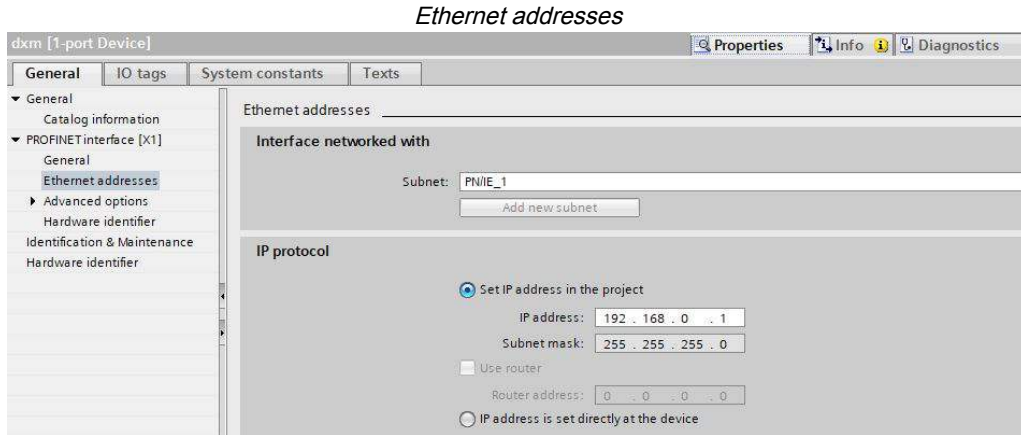 Ethernet addresses
dxm [1-port Device]
Properties
Info
Diagnostics
General
IO tags
System constants
Texts
General
Catalog information
PROFINET interface [X1]
General
Ethernet addresses
Advanced options
Hardware identifier
Identification & Maintenance
Hardware identifier
Ethernet addresses
Interface networked with
Subnet: PN/IE_1
Add new subnet
IP protocol
Set IP address in the project
IP address: 192 . 168 . 0 . 1
Subnet mask: 255 . 255 . 255 . 0
Use router
Router address: 0 . 0 . 0 . 0
IP address is set directly at the device